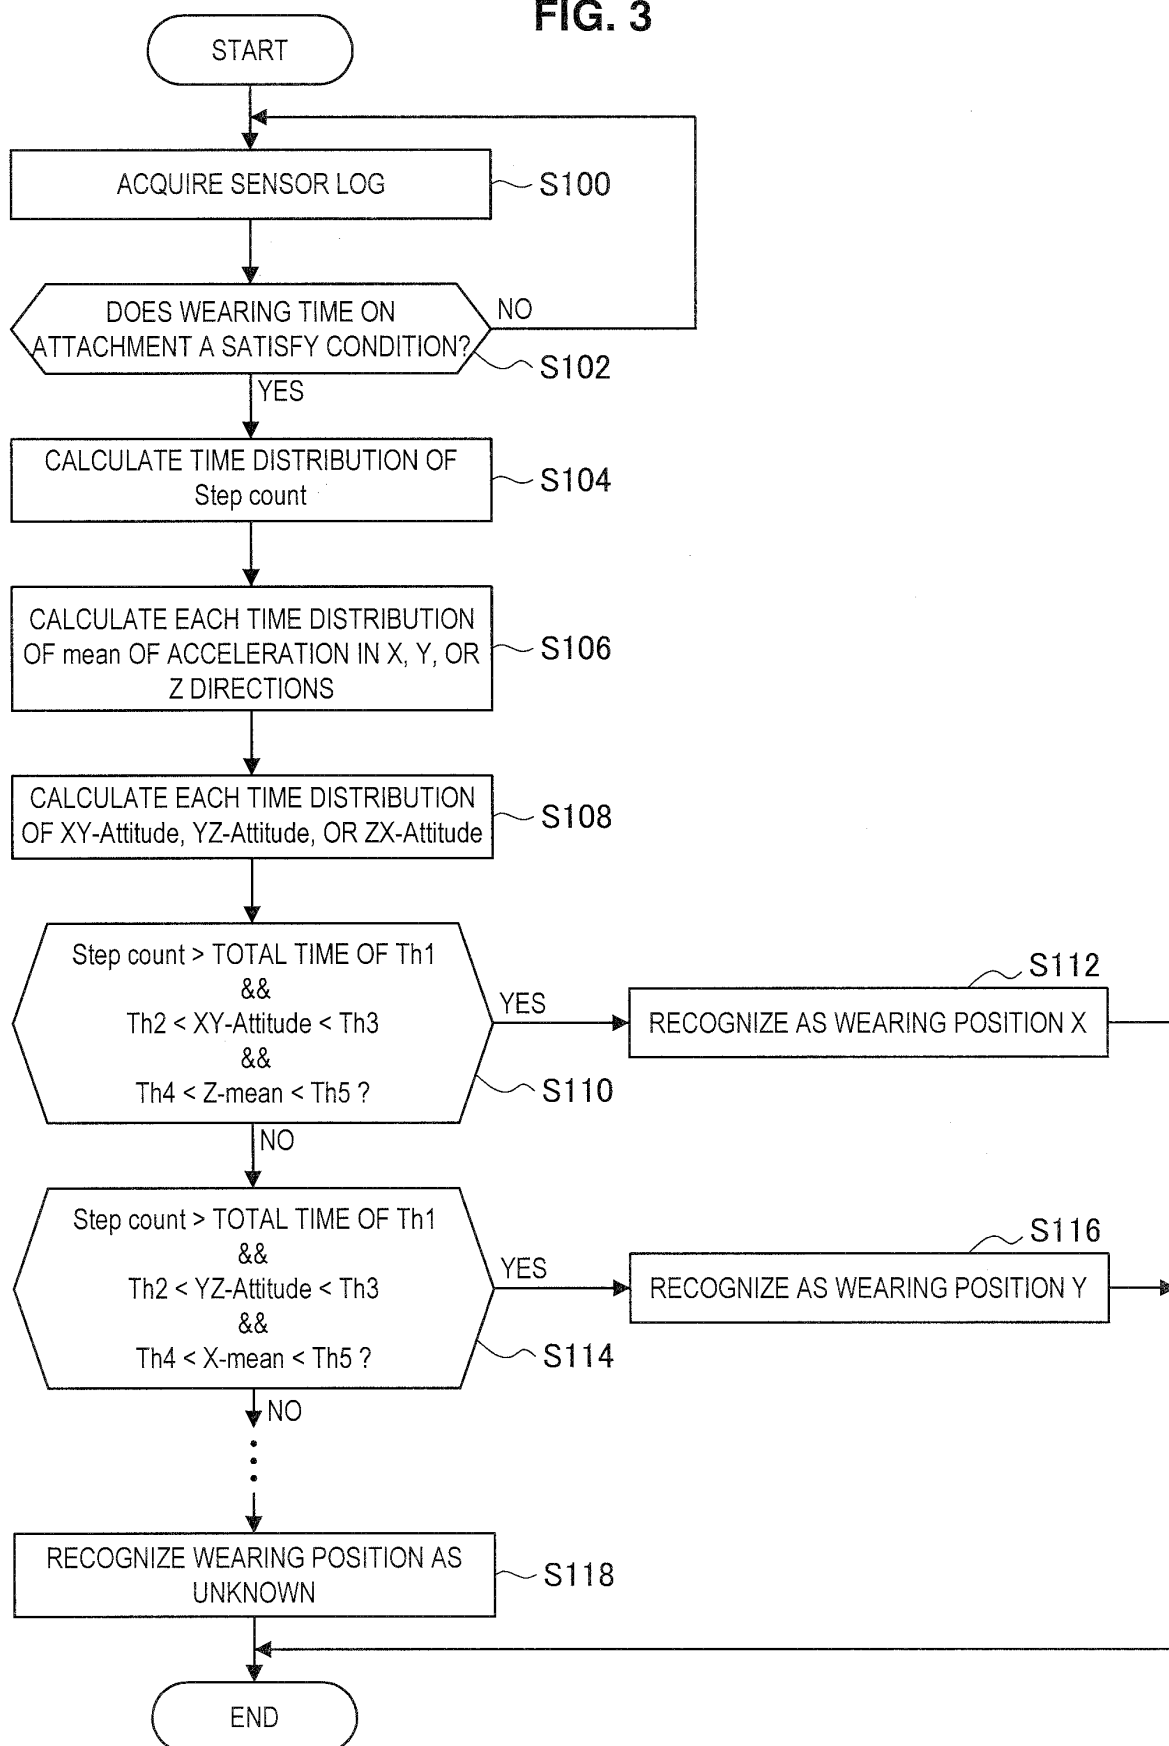 FIG. 3
START
ACQUIRE SENSOR LOG
S100
DOES WEARING TIME ON
ATTACHMENT A SATISFY CONDITION?
NO
S102
YES
CALCULATE TIME DISTRIBUTION OF
Step count
S104
CALCULATE EACH TIME DISTRIBUTION
OF mean OF ACCELERATION IN X, Y, OR
Z DIRECTIONS
S106
CALCULATE EACH TIME DISTRIBUTION
OF XY-Attitude, YZ-Attitude, OR ZX-Attitude
S108
Step count > TOTAL TIME OF Th1
&&
Th2 < XY-Attitude < Th3
&&
Th4 < Z-mean < Th5 ?
S110
YES
S112
RECOGNIZE AS WEARING POSITION X
NO
Step count > TOTAL TIME OF Th1
&&
Th2 < YZ-Attitude < Th3
&&
Th4 < X-mean < Th5 ?
S114
YES
S116
RECOGNIZE AS WEARING POSITION Y
NO
RECOGNIZE WEARING POSITION AS
UNKNOWN
S118
END